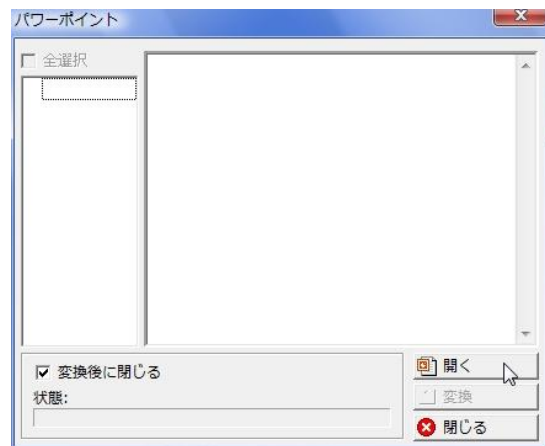 パワーポイント
全選択
変換後に閉じる
状態:
開く
変換
閉じる